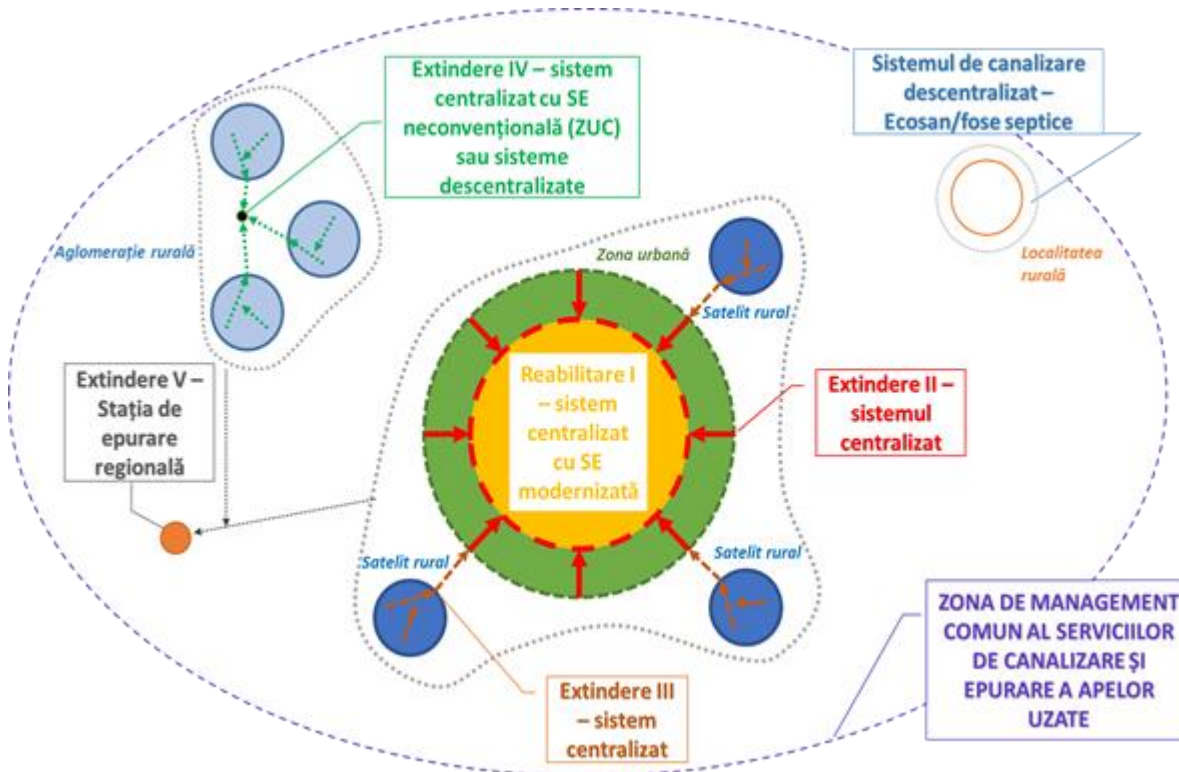 Extindere IV – sistem
centralizat cu SE
neconvențională (ZUC)
sau sisteme
descentralizate
Sistemul de canalizare
descentralizat –
Ecosan/fose septice
Aglomerație rurală
Zona urbană
Localitatea
rurală
Satelit rural
Extindere V –
Stația de
epurare
regională
Reabilitare I
– sistem
centralizat
cu SE
modernizată
Extindere II –
sistemul
centralizat
Satelit rural
Satelit rural
Extindere III
– sistem
centralizat
ZONA DE MANAGEMENT
COMUN AL SERVICIILOR
DE CANALIZARE ȘI
EPURARE A APELOR
UZATE